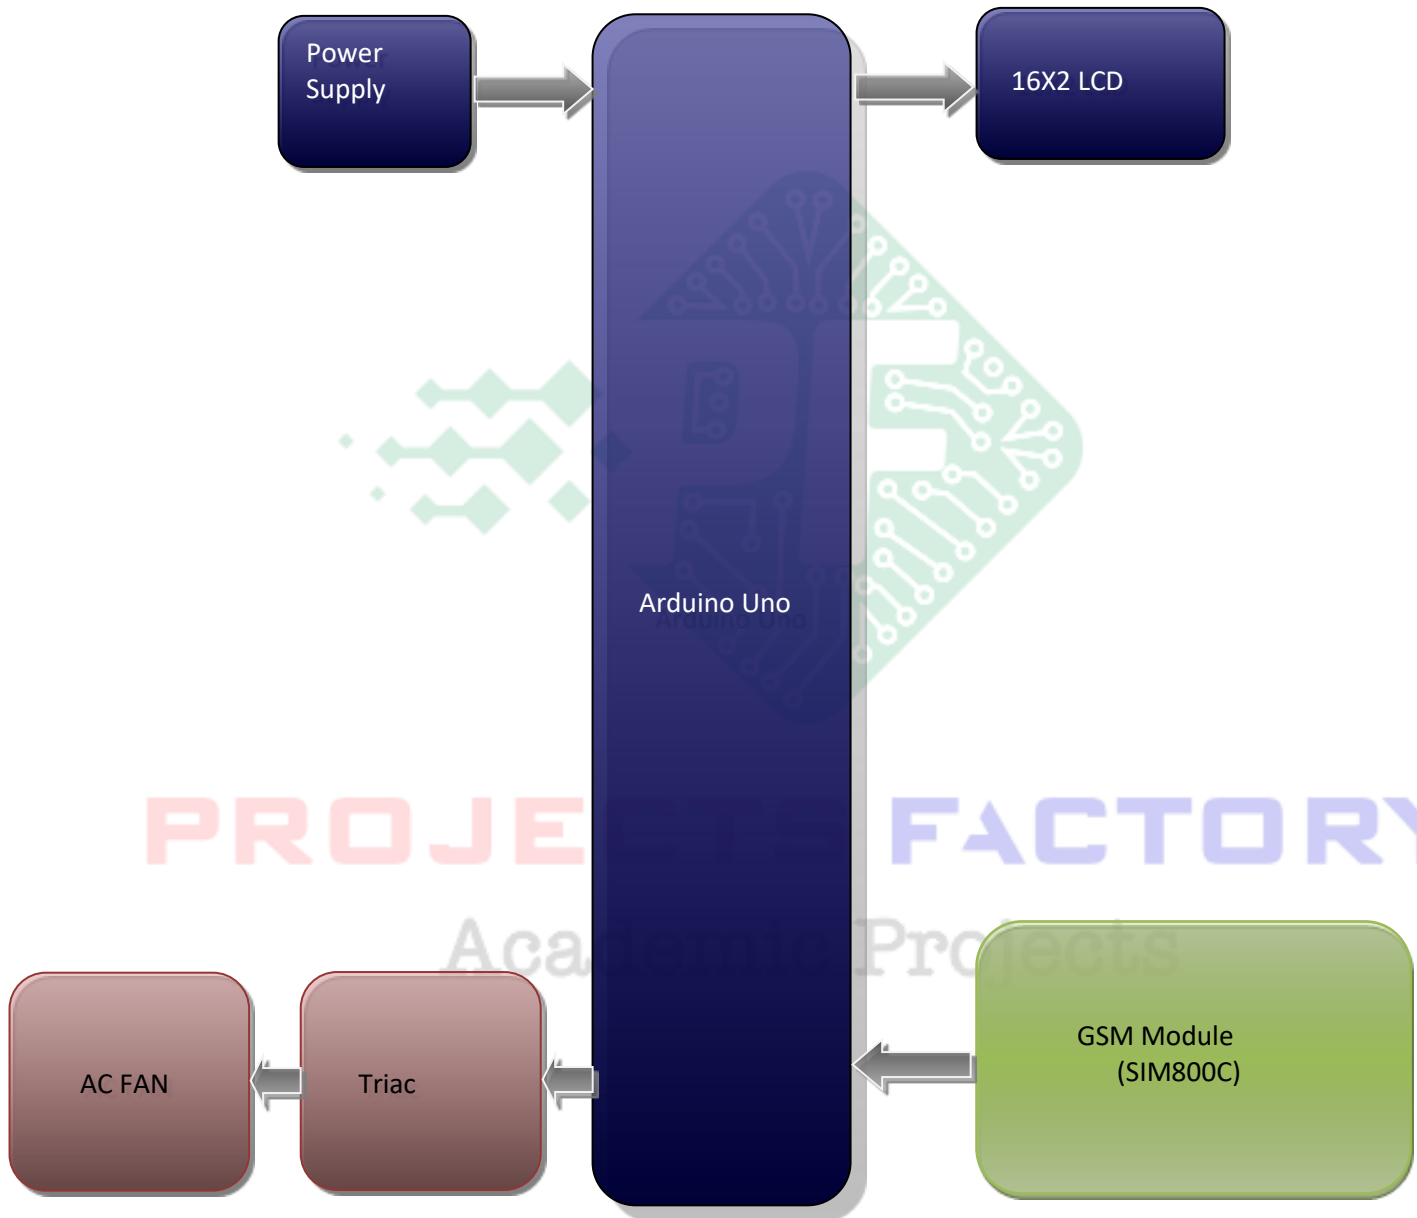 Power
Supply
16X2 LCD
Arduino Uno
PROJECTS FACTORY
Academic Projects
AC FAN
Triac
GSM Module
(SIM800C)